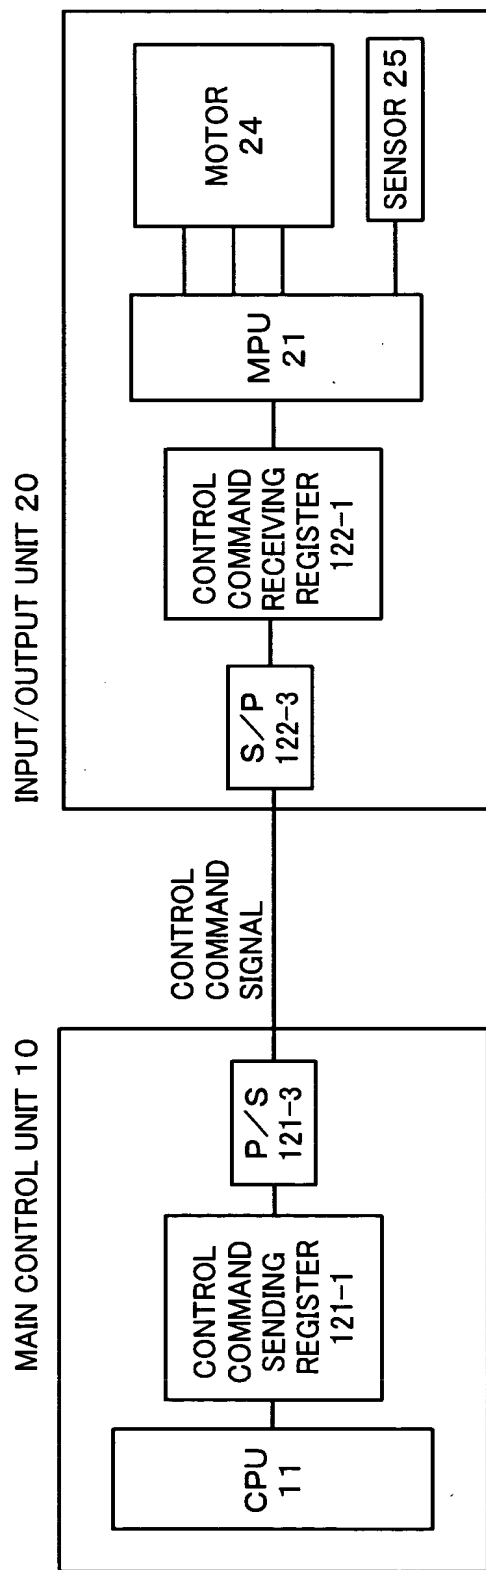 MAIN CONTROL UNIT 10
CPU
11
CONTROL
COMMAND
SENDING
REGISTER
121-1
P/S
121-3
CONTROL
COMMAND
SIGNAL
INPUT/OUTPUT UNIT 20
S/P
122-3
CONTROL
COMMAND
RECEIVING
REGISTER
122-1
MPU
21
MOTOR
24
SENSOR 25